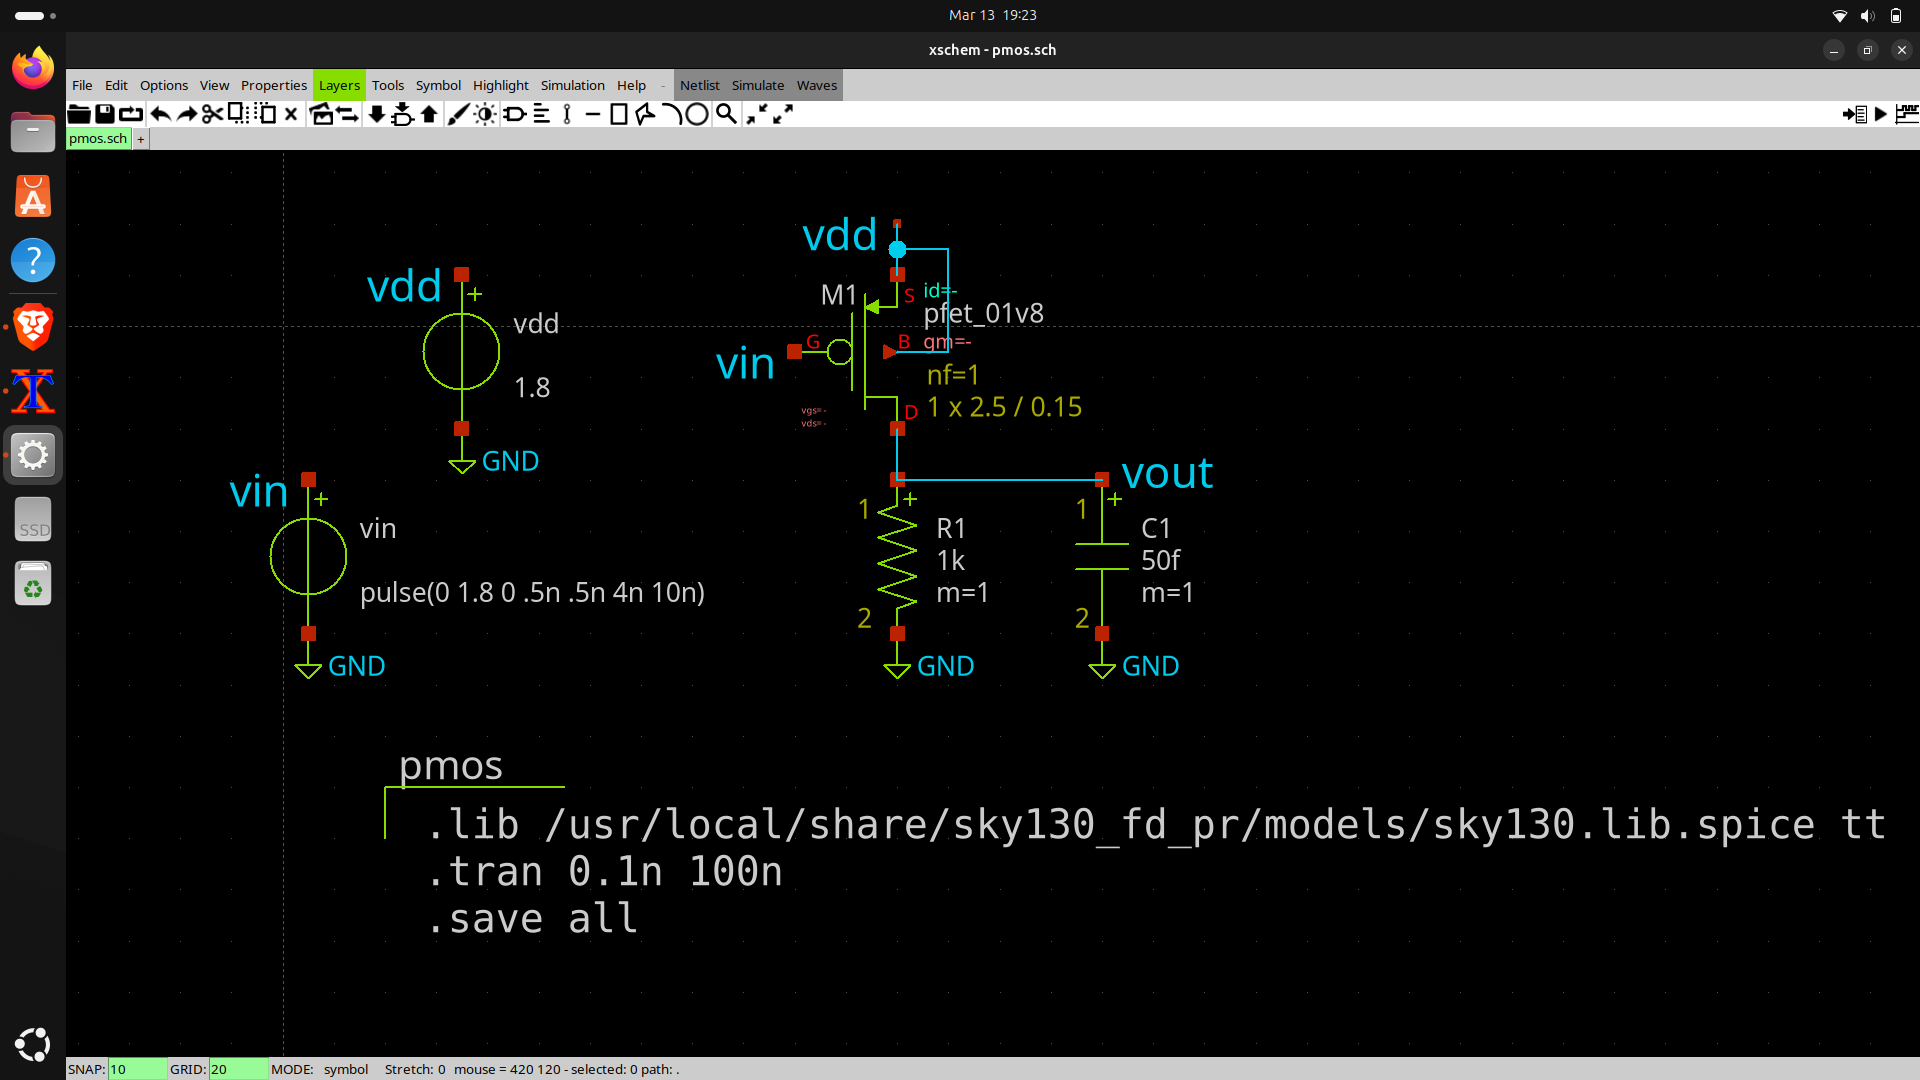 Mar 13 19:23
xschem - pmos.sch
File Edit Options View Properties Layers Tools Symbol Highlight Simulation Help - Netlist Simulate Waves
pmos.sch +
vdd
vdd
+
vdd
1.8
GND
M1
S
id=-
pfet_01v8
G
B
gm=-
vin
nf=1
D
1 x 2.5 / 0.15
vgs=-
vds=-
vin
+
vin
pulse(0 1.8 0 .5n .5n 4n 10n)
GND
vout
1
+
R1
1k
m=1
2
GND
1
+
C1
50f
m=1
2
GND
pmos
.lib /usr/local/share/sky130_fd_pr/models/sky130.lib.spice tt
.tran 0.1n 100n
.save all
SSD
SNAP: 10 GRID: 20 MODE: symbol Stretch: 0 mouse = 420 120 - selected: 0 path: .